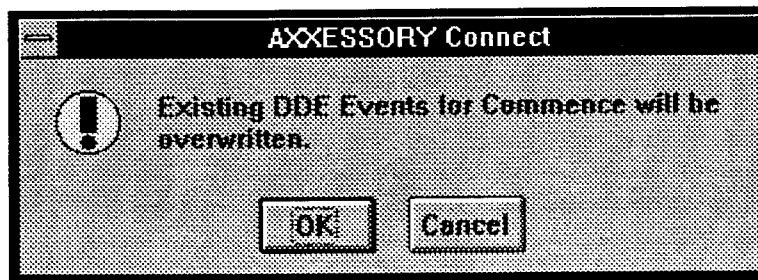 AXXESSORY Connect
Existing DDE Events for Commence will be
overwritten.
OK
Cancel